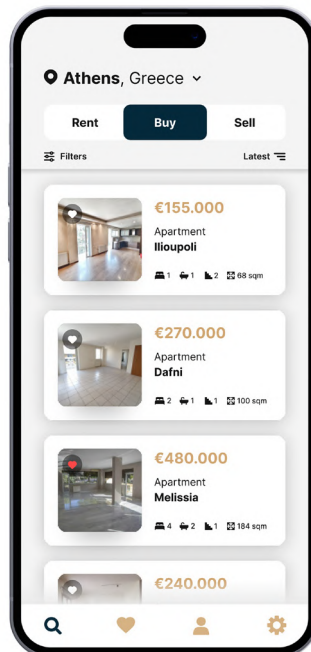 Athens, Greece
Rent Buy Sell
Filters Latest
€155.000
Apartment
Ilioupoli
1 1 2 68 sqm
€270.000
Apartment
Dafni
2 1 1 100 sqm
€480.000
Apartment
Melissia
4 2 1 184 sqm
€240.000